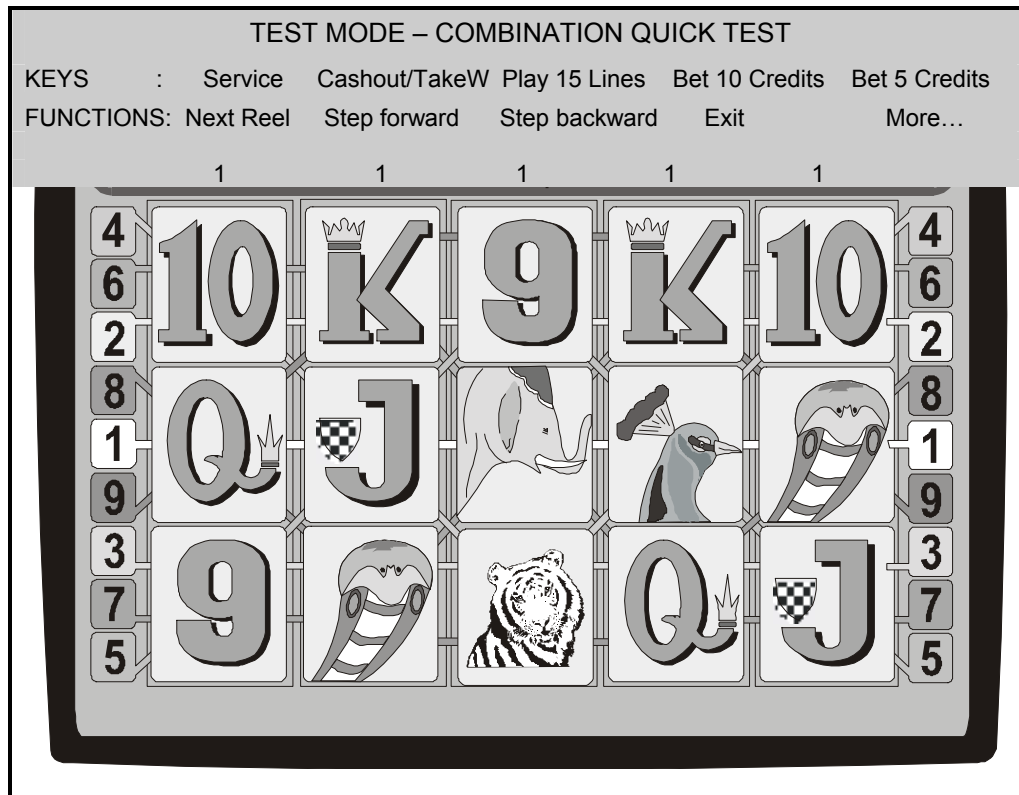 TEST MODE – COMBINATION QUICK TEST
KEYS : Service Cashout/TakeW Play 15 Lines Bet 10 Credits Bet 5 Credits
FUNCTIONS: Next Reel Step forward Step backward Exit More…
1 1 1 1 1
4 10 K 9 K 10 4
6 6
2 2
8 8
1 Q J 1
9 9
3 9 Q J 3
7 7
5 5